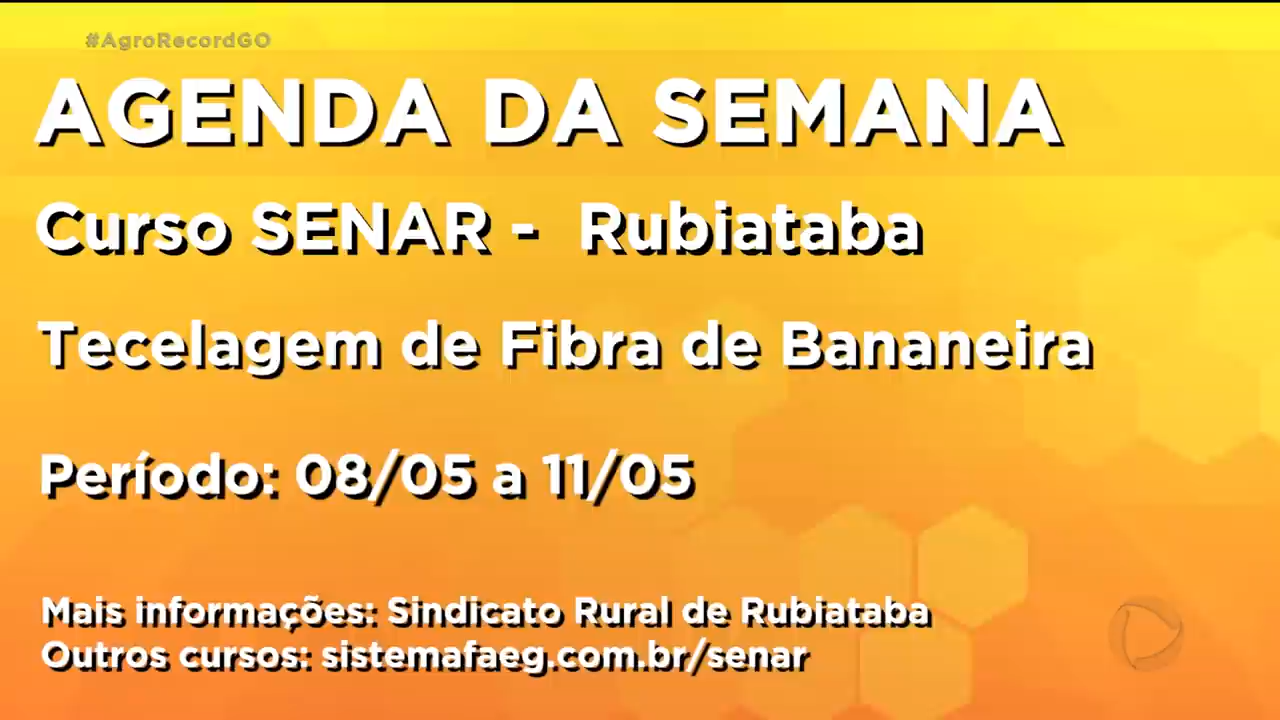 #AgroRecordGO
AGENDA DA SEMANA
Curso SENAR - Rubiataba
Tecelagem de Fibra de Bananeira
Período: 08/05 a 11/05
Mais informações: Sindicato Rural de Rubiataba
Outros cursos: sistemafaeg.com.br/senar